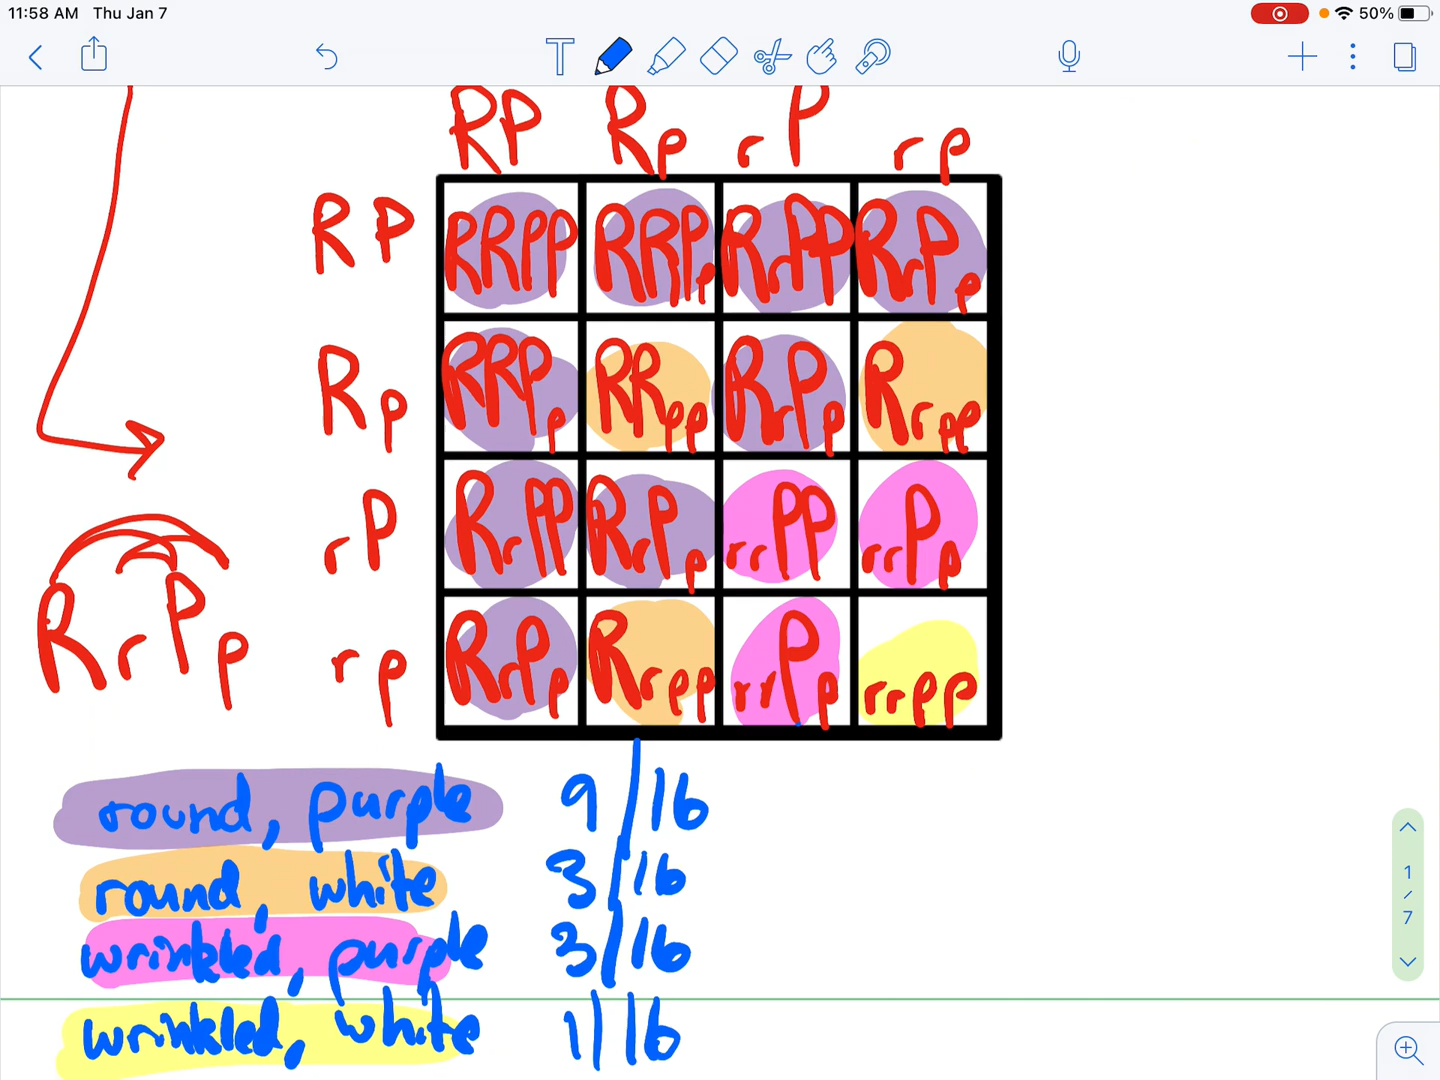 11:58 AM Thu Jan 7 50%
RP Rp rP rp
RP RRPP RRPp RrPP RrPp
Rp RRPp RRpp RrPp Rrpp
rP RrPP RrPp rrPP rrPp
RrPp
rp RrPp Rrpp rrPp rrpp
round, purple 9/16
round, white 3/16
wrinkled, purple 3/16
wrinkled, white 1/16
1
/
7